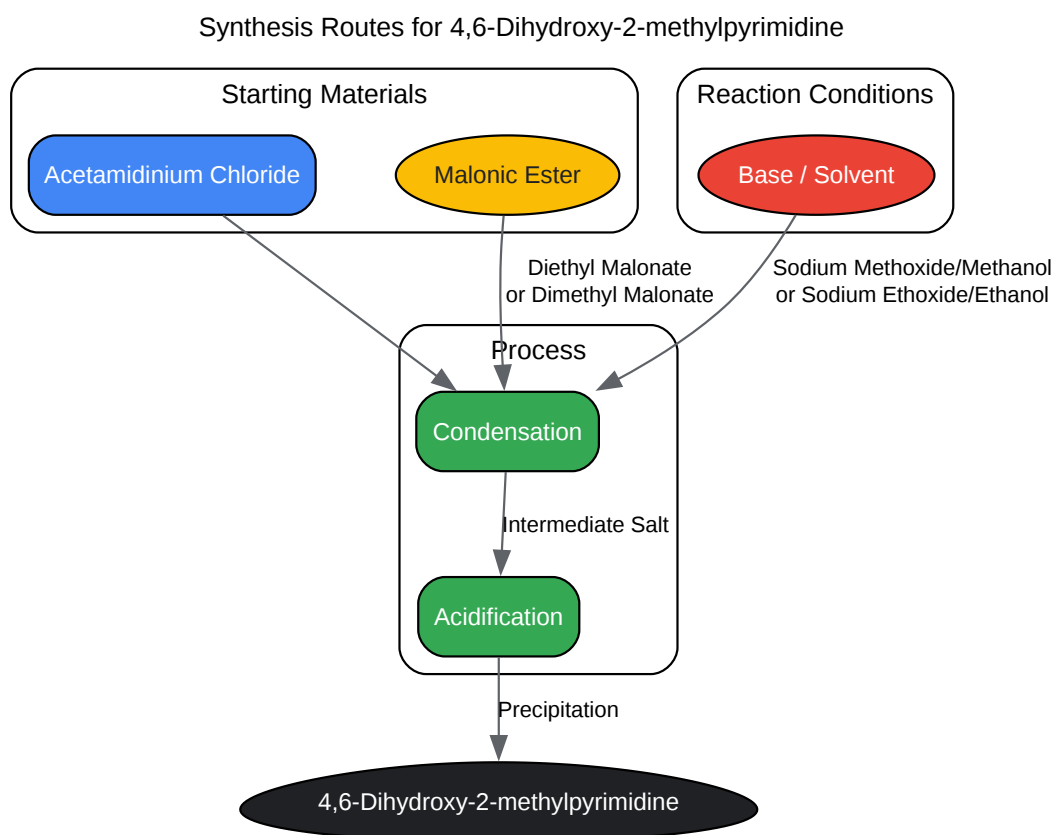 Synthesis Routes for 4,6-Dihydroxy-2-methylpyrimidine
Starting Materials
Reaction Conditions
Acetamidinium Chloride
Malonic Ester
Base / Solvent
Diethyl Malonate
or Dimethyl Malonate
Sodium Methoxide/Methanol
or Sodium Ethoxide/Ethanol
Process
Condensation
Intermediate Salt
Acidification
Precipitation
4,6-Dihydroxy-2-methylpyrimidine